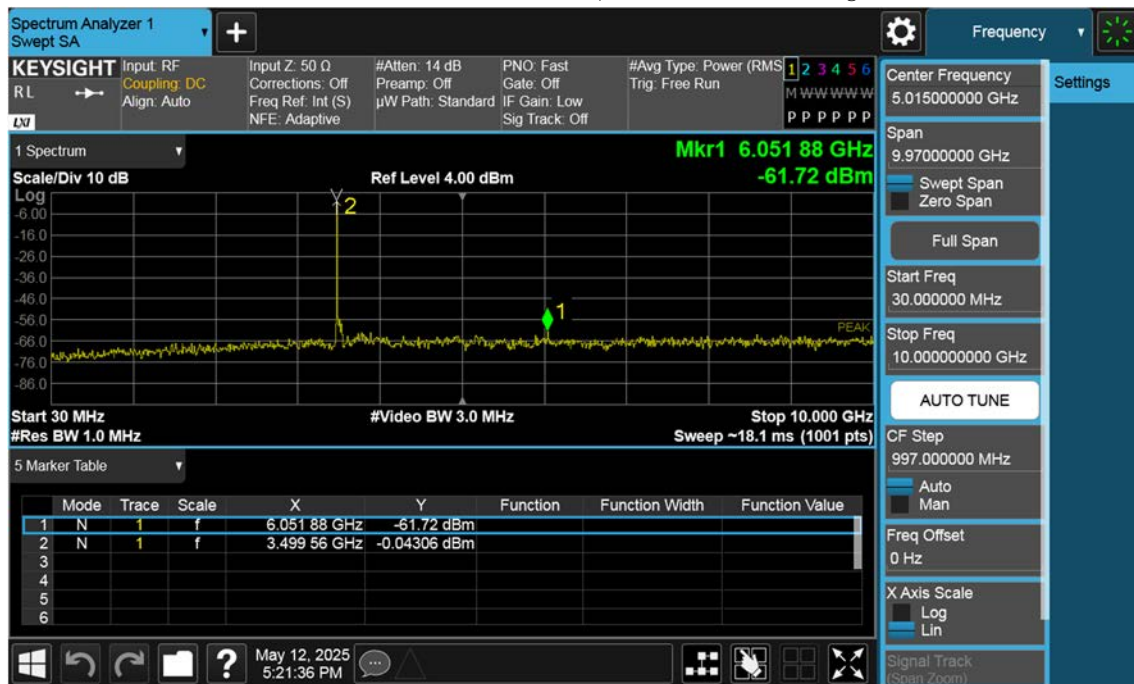 Spectrum Analyzer 1
Swept SA
Frequency
KEYSIGHT
RL
LXI
Input: RF
Coupling: DC
Align: Auto
Input Z: 50 Ω
Corrections: Off
Freq Ref: Int (S)
NFE: Adaptive
#Atten: 14 dB
Preamp: Off
µW Path: Standard
PNO: Fast
Gate: Off
IF Gain: Low
Sig Track: Off
#Avg Type: Power (RMS
Trig: Free Run
1 2 3 4 5 6
M W W W W W
P P P P P P
1 Spectrum
Mkr1 6.051 88 GHz
-61.72 dBm
Scale/Div 10 dB
Ref Level 4.00 dBm
Log
-6.00
-16.0
-26.0
-36.0
-46.0
-56.0
-66.0
-76.0
-86.0
2
1
PEAK
Start 30 MHz
#Video BW 3.0 MHz
Stop 10.000 GHz
#Res BW 1.0 MHz
Sweep ~18.1 ms (1001 pts)
5 Marker Table
Mode Trace Scale X Y Function Function Width Function Value
1 N 1 f 6.051 88 GHz -61.72 dBm
2 N 1 f 3.499 56 GHz -0.04306 dBm
3
4
5
6
?
May 12, 2025
5:21:36 PM
Center Frequency
5.015000000 GHz
Span
9.97000000 GHz
Swept Span
Zero Span
Full Span
Start Freq
30.000000 MHz
Stop Freq
10.000000000 GHz
AUTO TUNE
CF Step
997.000000 MHz
Auto
Man
Freq Offset
0 Hz
X Axis Scale
Log
Lin
Signal Track
(Span Zoom)
Settings